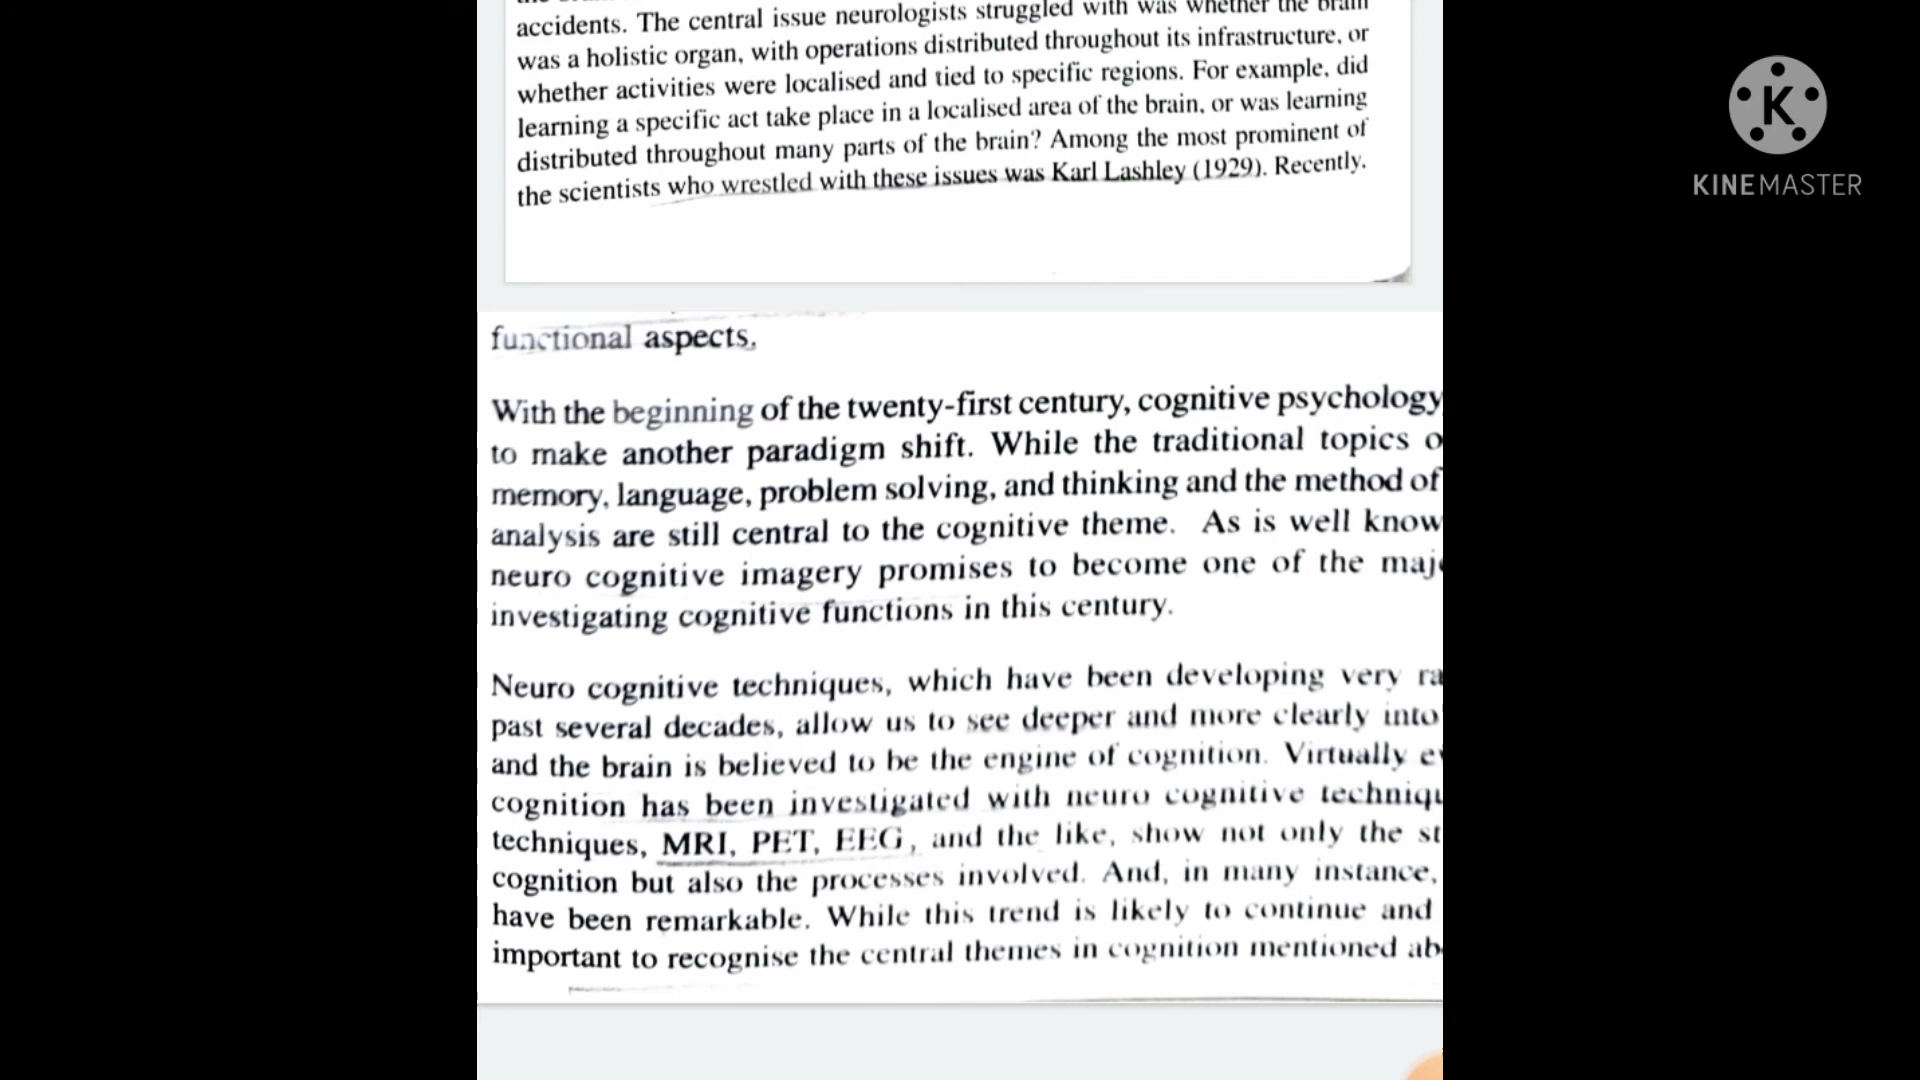 accidents. The central issue neurologists struggled with was whether the brain
was a holistic organ, with operations distributed throughout its infrastructure, or
whether activities were localised and tied to specific regions. For example, did
learning a specific act take place in a localised area of the brain, or was learning
distributed throughout many parts of the brain? Among the most prominent of
the scientists who wrestled with these issues was Karl Lashley (1929). Recently.
functional aspects.
With the beginning of the twenty-first century, cognitive psychology
to make another paradigm shift. While the traditional topics o
memory, language, problem solving, and thinking and the method of
analysis are still central to the cognitive theme. As is well know
neuro cognitive imagery promises to become one of the maj
investigating cognitive functions in this century.
Neuro cognitive techniques, which have been developing very ra
past several decades, allow us to see deeper and more clearly into
and the brain is believed to be the engine of cognition. Virtually e
cognition has been investigated with neuro cognitive techniqu
techniques, MRI, PET, EEG, and the like, show not only the st
cognition but also the processes involved. And, in many instance,
have been remarkable. While this trend is likely to continue and
important to recognise the central themes in cognition mentioned ab
K
KINEMASTER